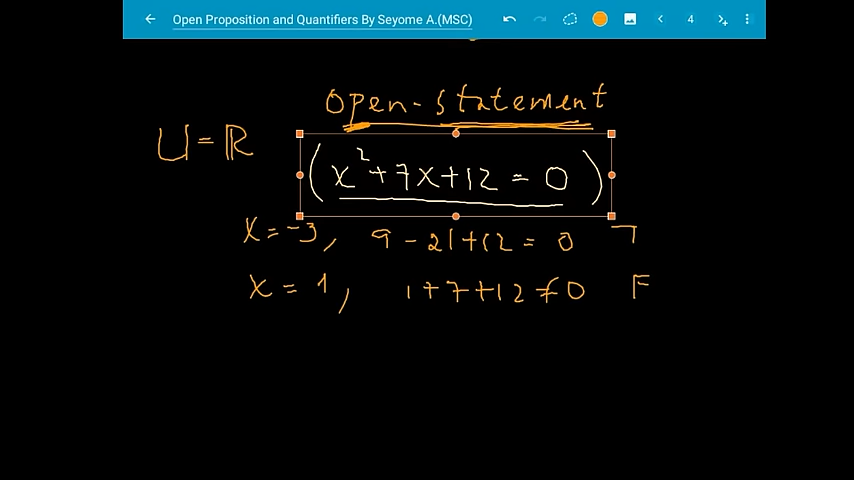 Open Proposition and Quantifiers By Seyome A.(MSC)
4
Open-statement
U=ℝ
(x²+7x+12=0)
x=-3, 9-21+12=0 T
x=1, 1+7+12≠0 F